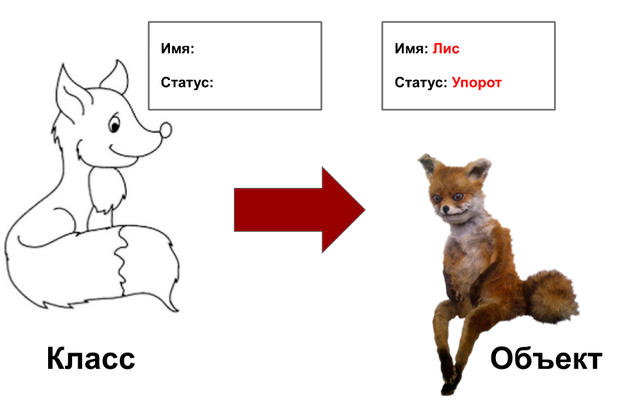 Имя:
Статус:
Имя: Лис
Статус: Упорот
Класс
Объект